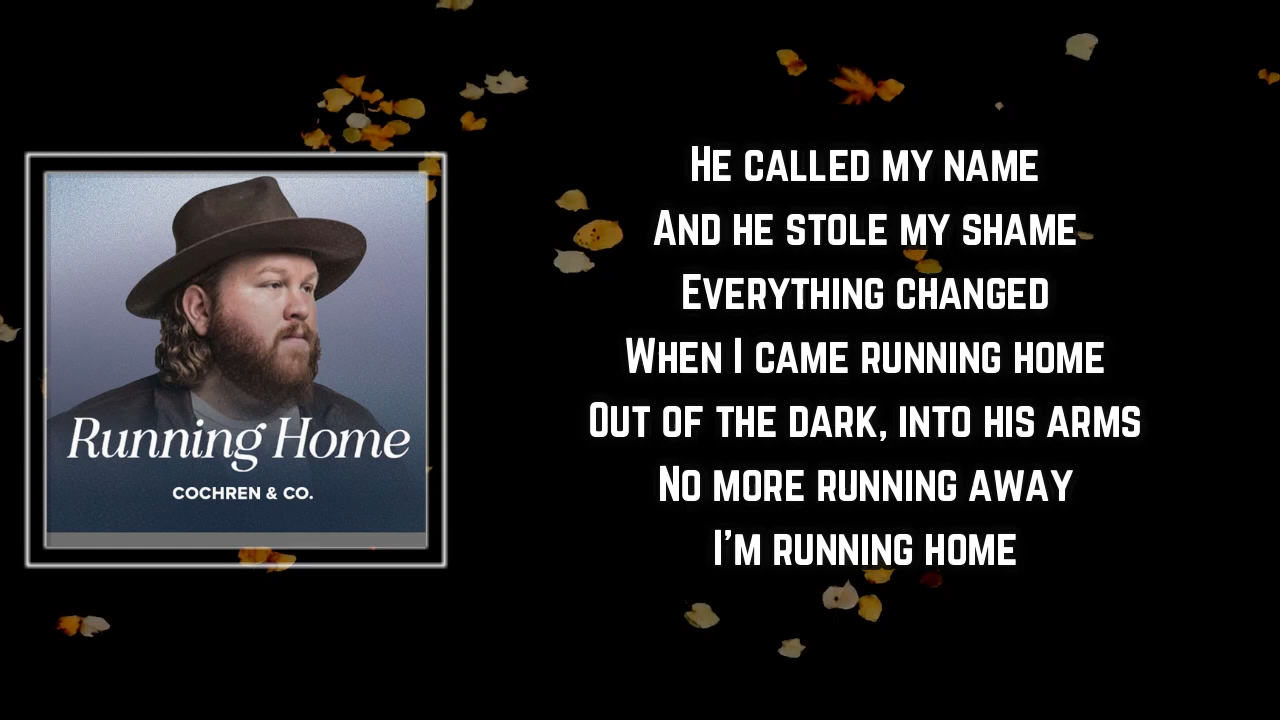 Running Home
COCHREN & CO.
He called my name
And he stole my shame
Everything changed
When I came running home
Out of the dark, into his arms
No more running away
I'm running home